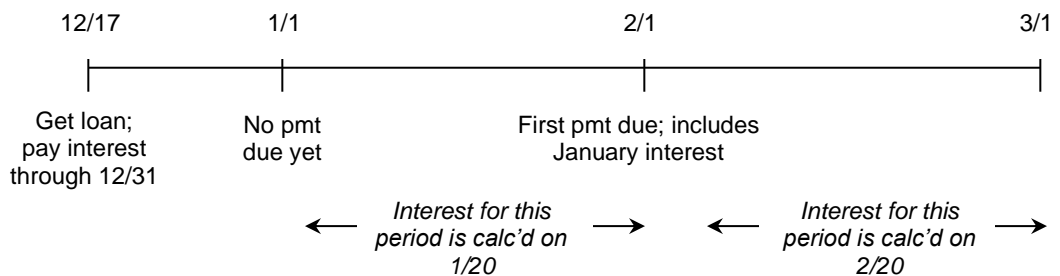 12/17
1/1
2/1
3/1
Get loan;
pay interest
through 12/31
No pmt
due yet
First pmt due; includes
January interest
Interest for this
period is calc’d on
1/20
Interest for this
period is calc’d on
2/20